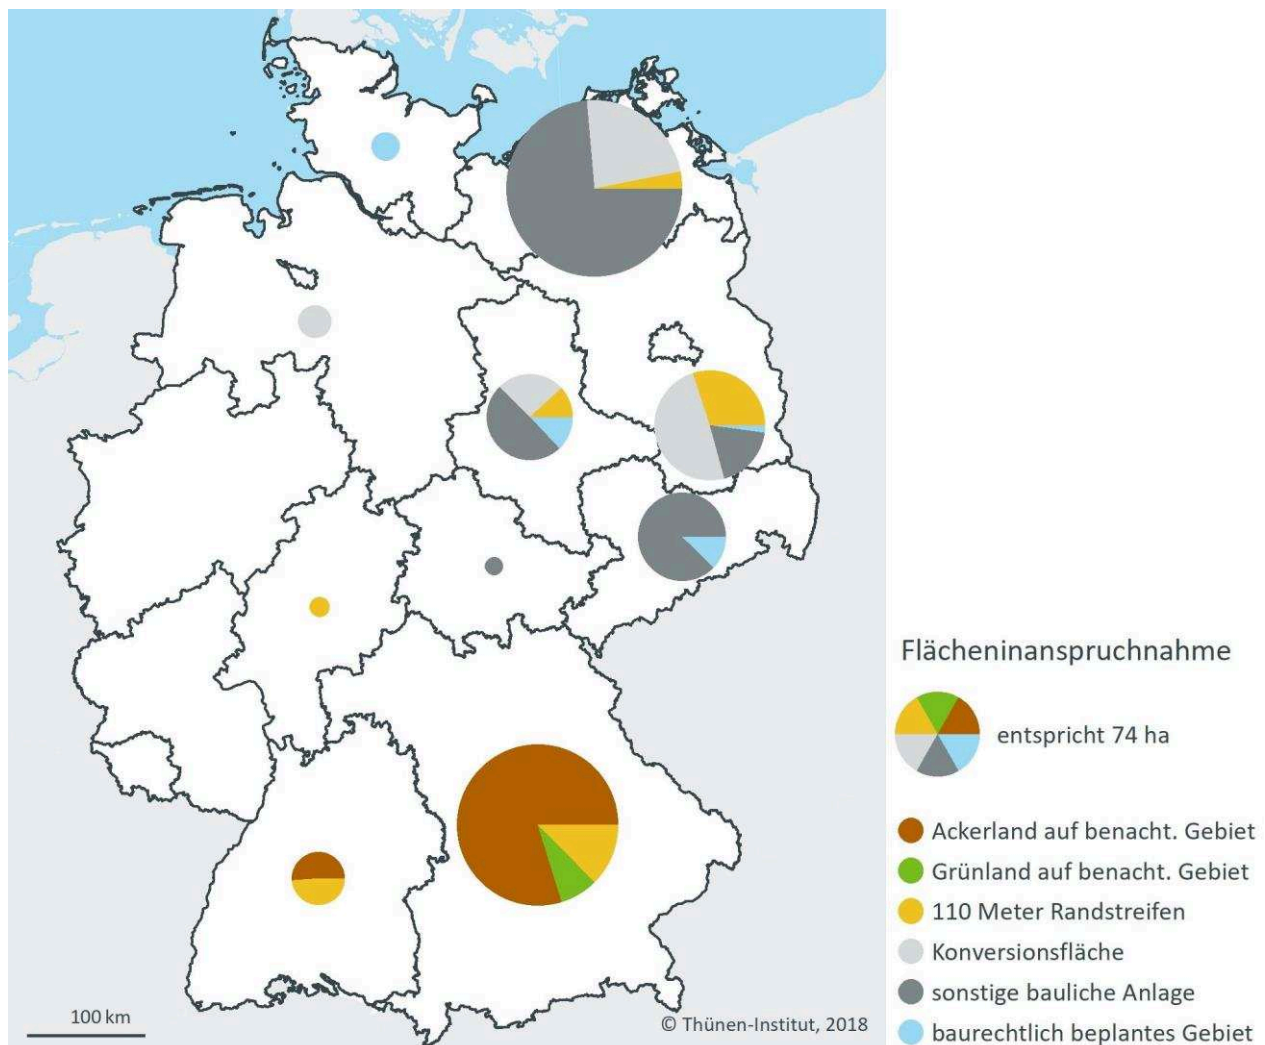 Flächeninanspruchnahme
entspricht 74 ha
Ackerland auf benacht. Gebiet
Grünland auf benacht. Gebiet
110 Meter Randstreifen
Konversionsfläche
sonstige bauliche Anlage
baurechtlich beplantes Gebiet
100 km
© Thünen-Institut, 2018